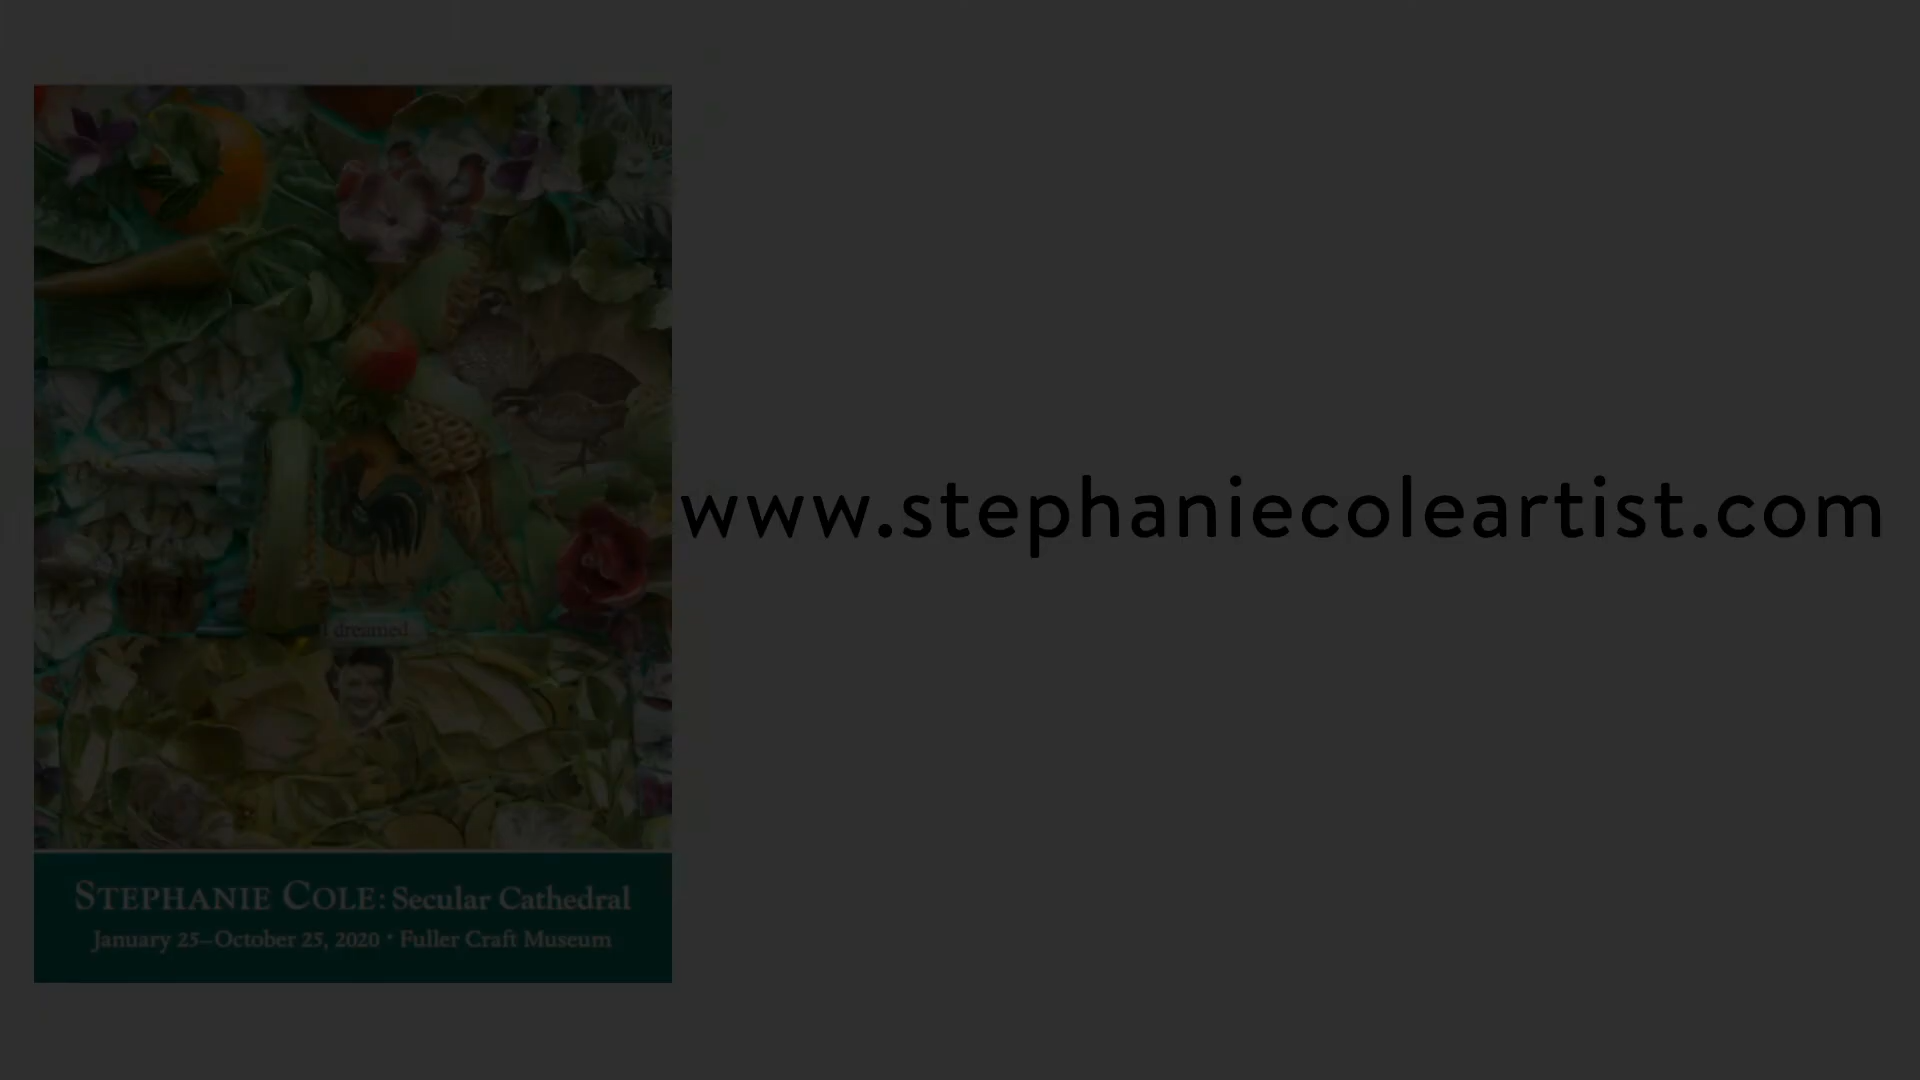 I dreamed
STEPHANIE COLE: Secular Cathedral
January 25–October 25, 2020 · Fuller Craft Museum
www.stephaniecoleartist.com